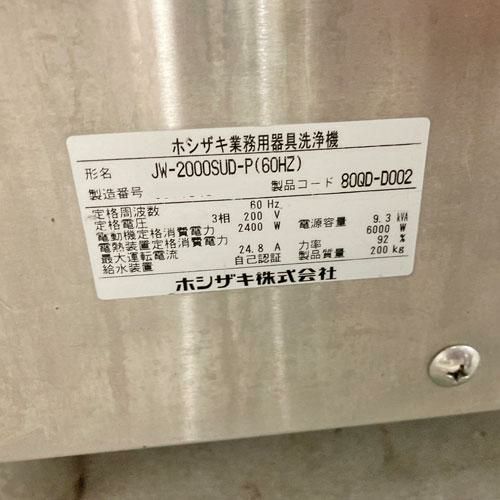 ホシザキ業務用器具洗浄機
形名 JW-2000SUD-P(60HZ)
製造番号 製品コード 80QD-D002
定格周波数 60 Hz
定格電圧 3相 200 V 電源容量 9.3 kVA
電動機定格消費電力 2400 W 6000 W
電熱装置定格消費電力 力率 92 %
最大運転電流 24.8 A 製品質量 200 kg
給水装置 自己認証
ホシザキ株式会社